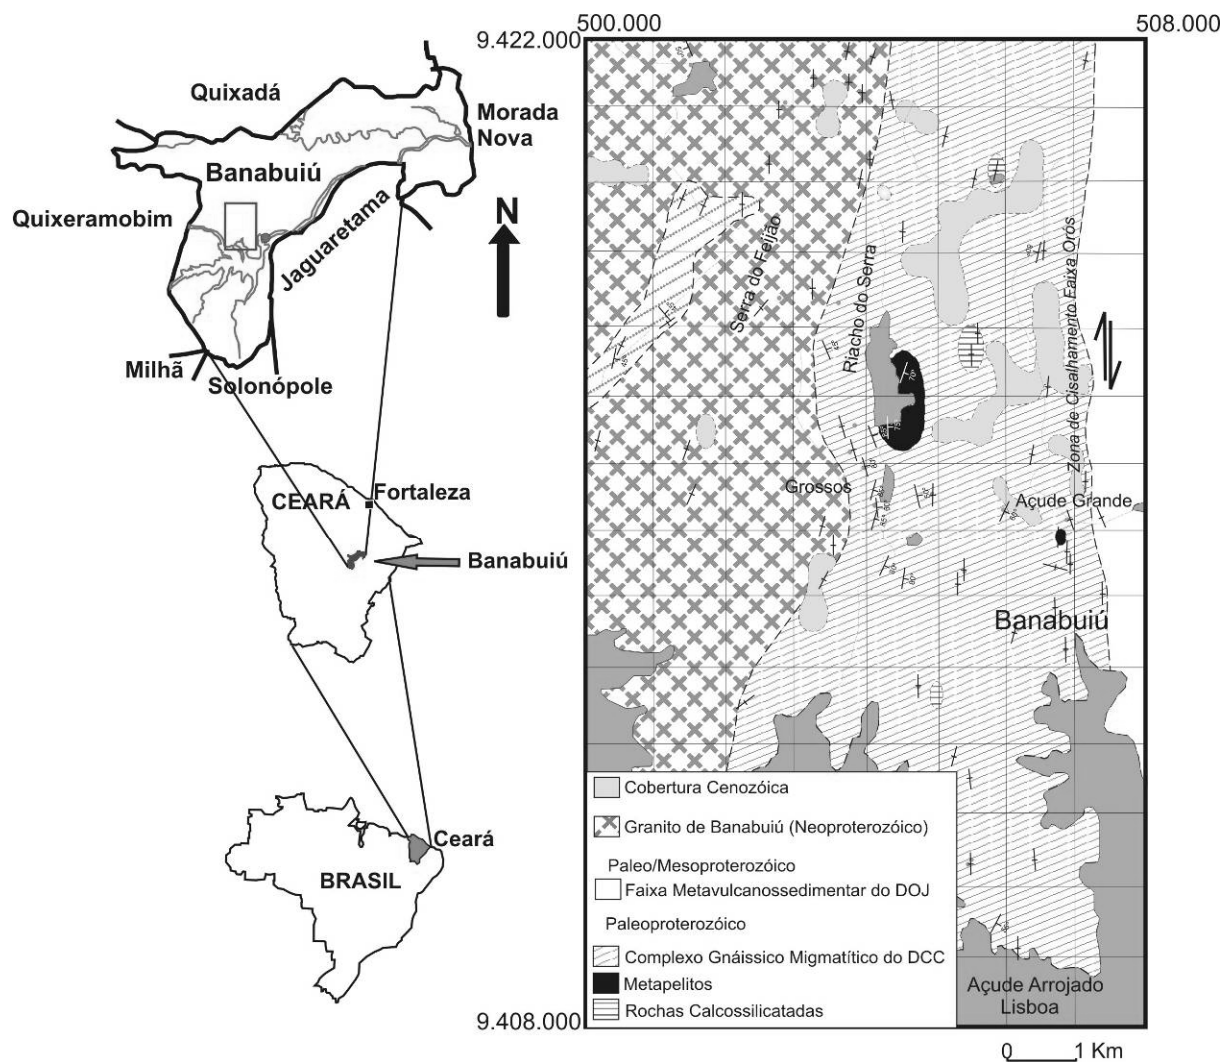 500.000
508.000
9.422.000
Quixadá
Morada
Nova
Banabuiú
Quixeramobim
Jaguaretama
N
Milhã
Solonópole
CEARÁ
Fortaleza
Banabuiú
Ceará
BRASIL
Serra do Feijão
Riacho do Serra
Zona de Cisalhamento Faixa Orós
Grossos
Açude Grande
Banabuiú
Açude Arrojado
Lisboa
Cobertura Cenozóica
Granito de Banabuiú (Neoproterozóico)
Paleo/Mesoproterozóico
Faixa Metavulcanossedimentar do DOJ
Paleoproterozóico
Complexo Gnáissico Migmatítico do DCC
Metapelitos
Rochas Calcossilicatadas
9.408.000
0 1 Km